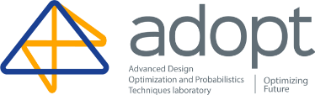 adopt
Advanced Design
Optimization and Probabilistics
Techniques laboratory
Optimizing
Future